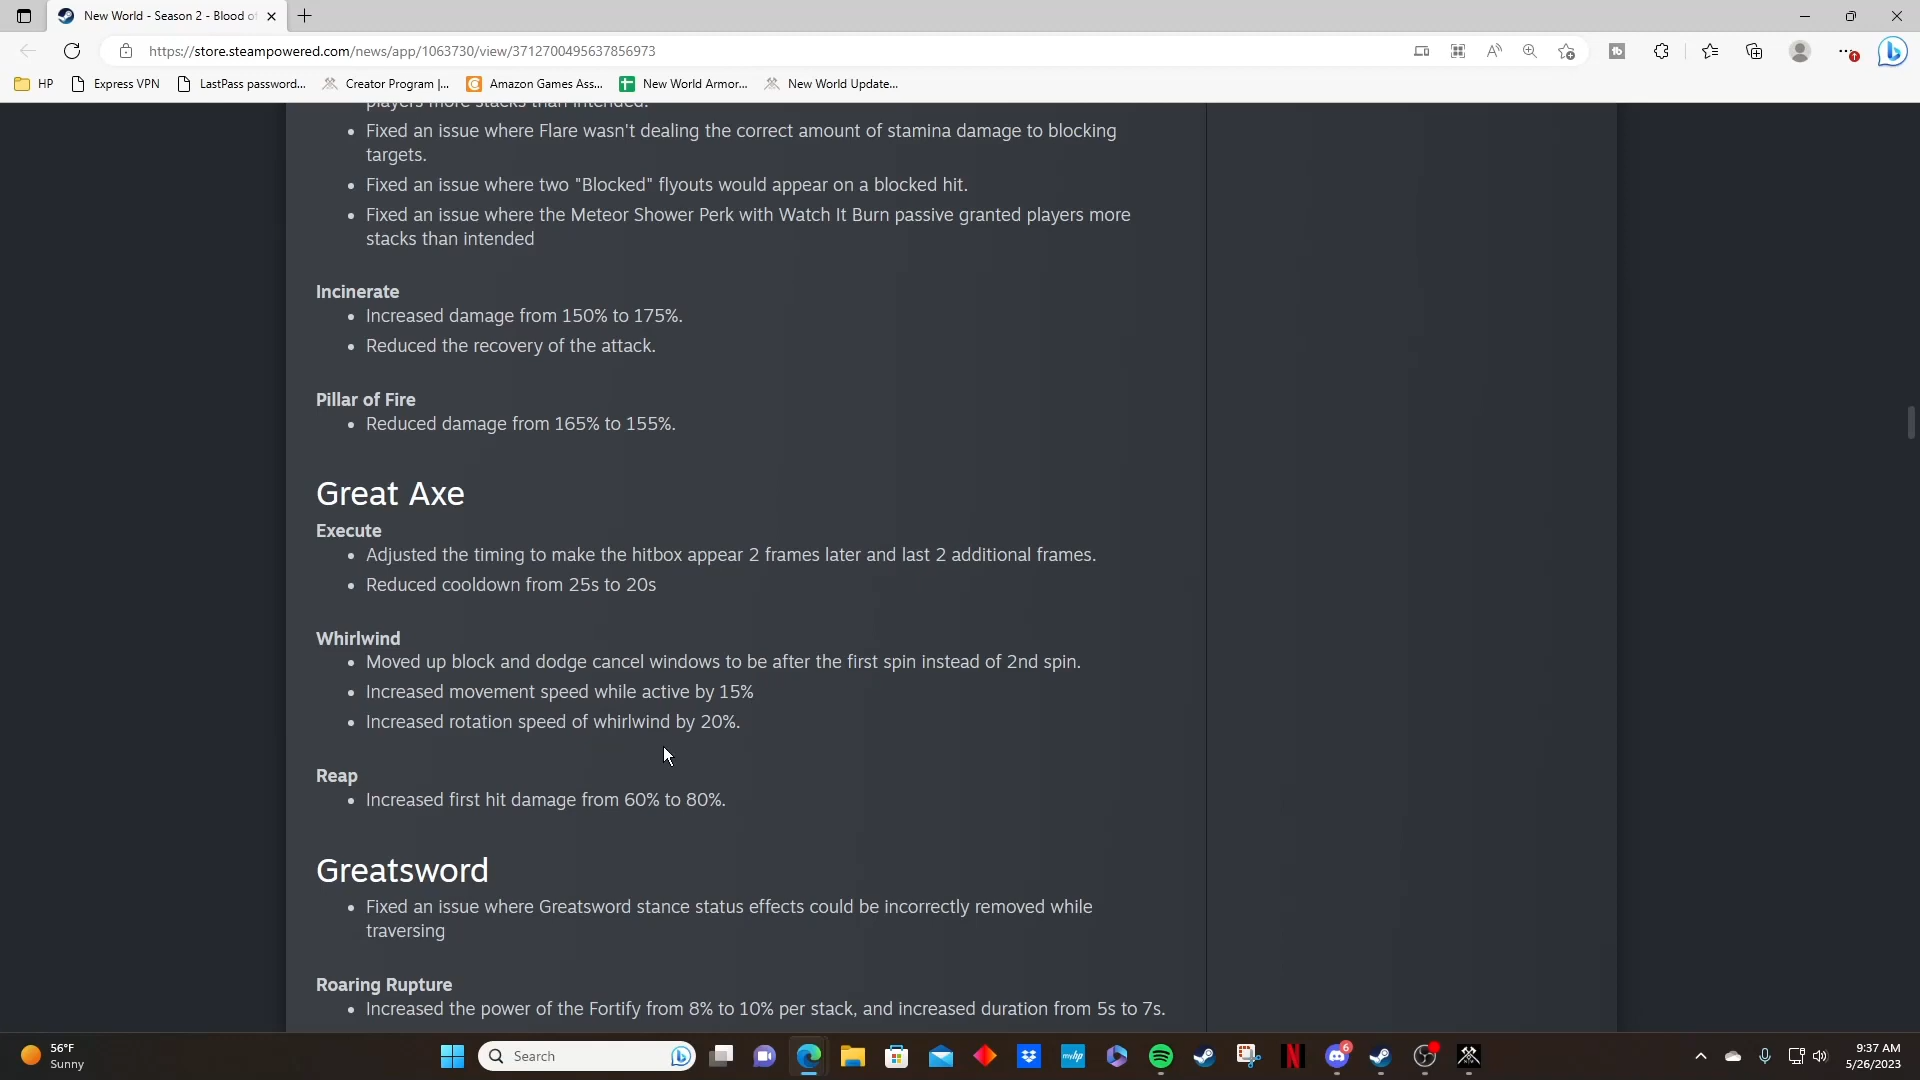 New World - Season 2 - Blood of
https://store.steampowered.com/news/app/1063730/view/3712700495637856973
HP
Express VPN
LastPass password...
Creator Program |...
Amazon Games Ass...
New World Armor...
New World Update...
players more stacks than intended.
• Fixed an issue where Flare wasn't dealing the correct amount of stamina damage to blocking
targets.
• Fixed an issue where two "Blocked" flyouts would appear on a blocked hit.
• Fixed an issue where the Meteor Shower Perk with Watch It Burn passive granted players more
stacks than intended
Incinerate
• Increased damage from 150% to 175%.
• Reduced the recovery of the attack.
Pillar of Fire
• Reduced damage from 165% to 155%.
Great Axe
Execute
• Adjusted the timing to make the hitbox appear 2 frames later and last 2 additional frames.
• Reduced cooldown from 25s to 20s
Whirlwind
• Moved up block and dodge cancel windows to be after the first spin instead of 2nd spin.
• Increased movement speed while active by 15%
• Increased rotation speed of whirlwind by 20%.
Reap
• Increased first hit damage from 60% to 80%.
Greatsword
• Fixed an issue where Greatsword stance status effects could be incorrectly removed while
traversing
Roaring Rupture
• Increased the power of the Fortify from 8% to 10% per stack, and increased duration from 5s to 7s.
56°F
Sunny
Search
myhp
N
6
9:37 AM
5/26/2023